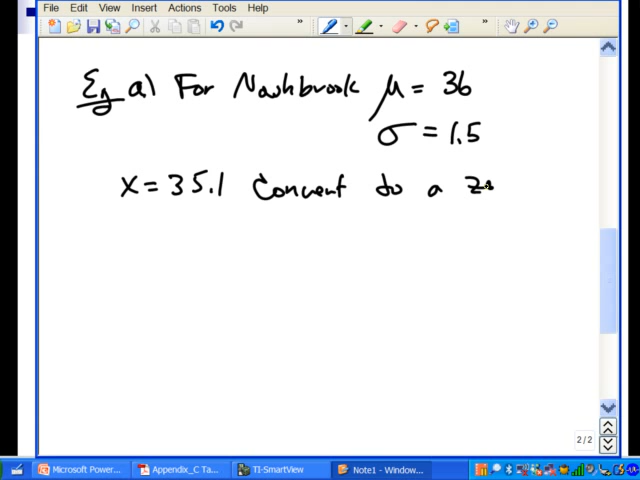 File Edit View Insert Actions Tools Help
Eg a) For Nashbrook μ = 36
σ = 1.5
x = 35.1 Convert to a z
2/2
Microsoft Power... Appendix_C Ta... TI-SmartView Note1 - Window...